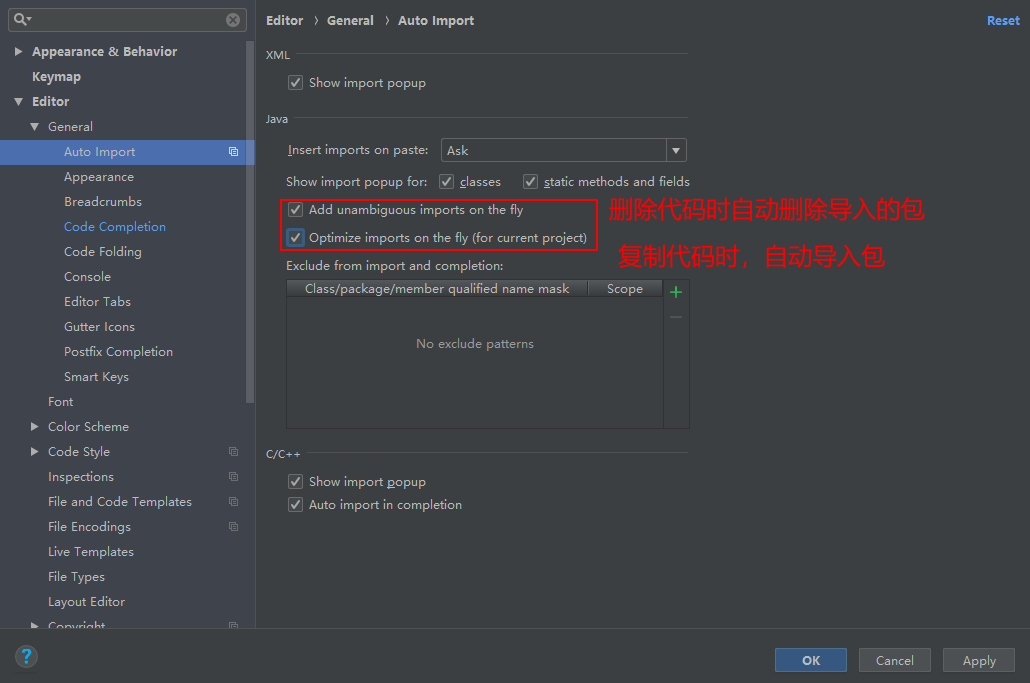 Editor › General › Auto Import
Reset
Appearance & Behavior
Keymap
Editor
General
Auto Import
Appearance
Breadcrumbs
Code Completion
Code Folding
Console
Editor Tabs
Gutter Icons
Postfix Completion
Smart Keys
Font
Color Scheme
Code Style
Inspections
File and Code Templates
File Encodings
Live Templates
File Types
Layout Editor
Copyright
XML
Show import popup
Java
Insert imports on paste: Ask
Show import popup for: classes static methods and fields
Add unambiguous imports on the fly
删除代码时自动删除导入的包
Optimize imports on the fly (for current project)
复制代码时，自动导入包
Exclude from import and completion:
Class/package/member qualified name mask Scope
No exclude patterns
C/C++
Show import popup
Auto import in completion
?
OK Cancel Apply